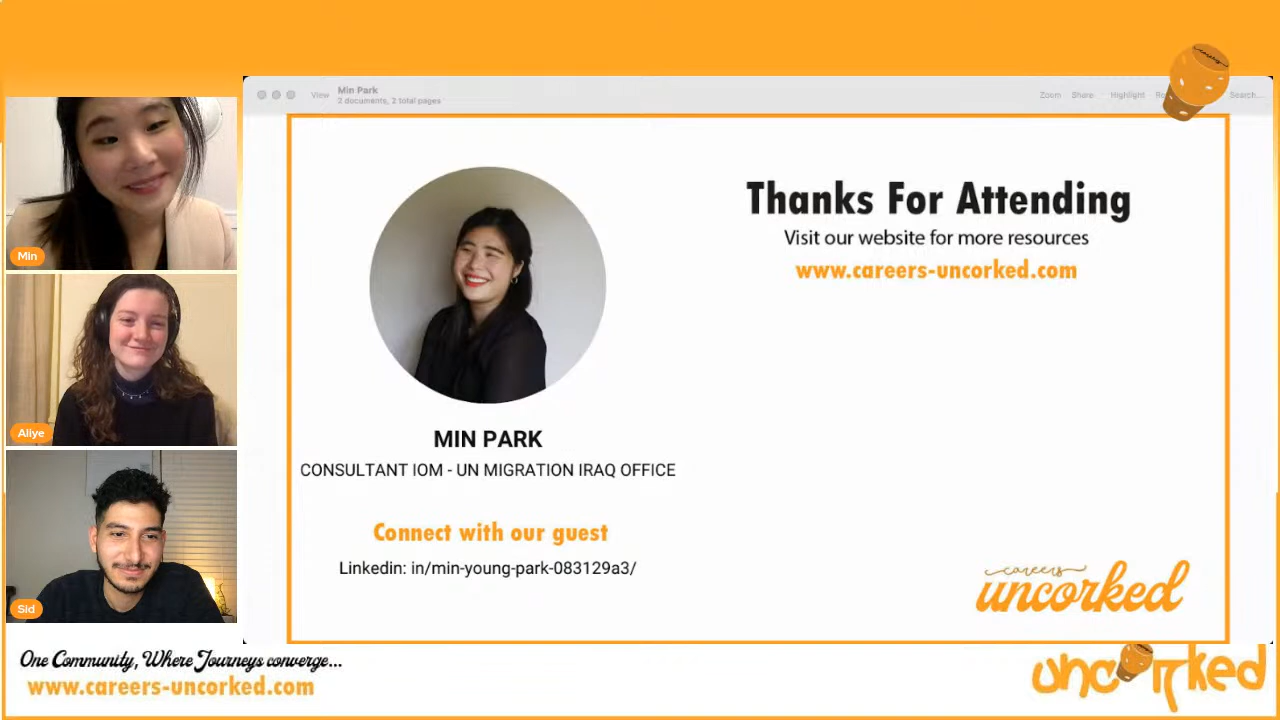 View
Min Park
2 documents, 2 total pages
Zoom
Share
Highlight
Search...
Min
Aliye
Sid
MIN PARK
CONSULTANT IOM - UN MIGRATION IRAQ OFFICE
Connect with our guest
Linkedin: in/min-young-park-083129a3/
Thanks For Attending
Visit our website for more resources
www.careers-uncorked.com
careers
uncorked
One Community, Where Journeys converge...
www.careers-uncorked.com
uncorked